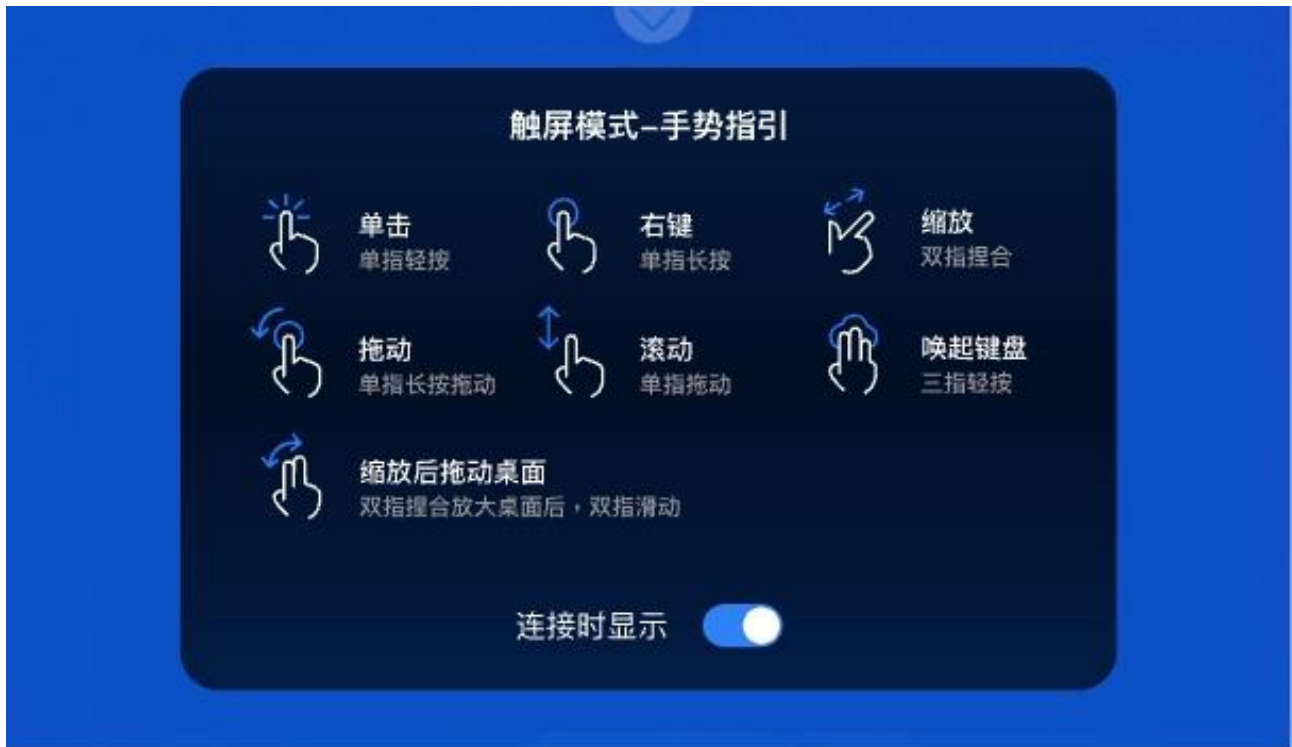 触屏模式-手势指引
单击
单指轻按
右键
单指长按
缩放
双指捏合
拖动
单指长按拖动
滚动
单指拖动
唤起键盘
三指轻按
缩放后拖动桌面
双指捏合放大桌面后，双指滑动
连接时显示